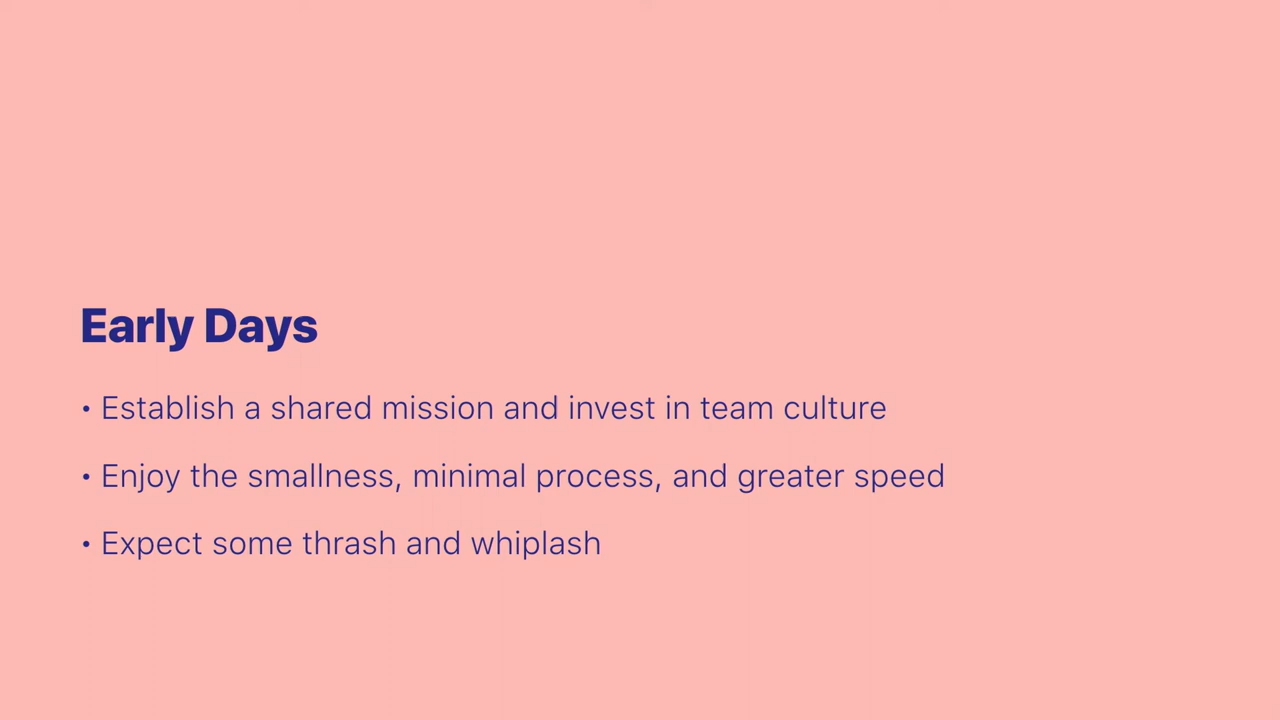 Early Days
• Establish a shared mission and invest in team culture
• Enjoy the smallness, minimal process, and greater speed
• Expect some thrash and whiplash